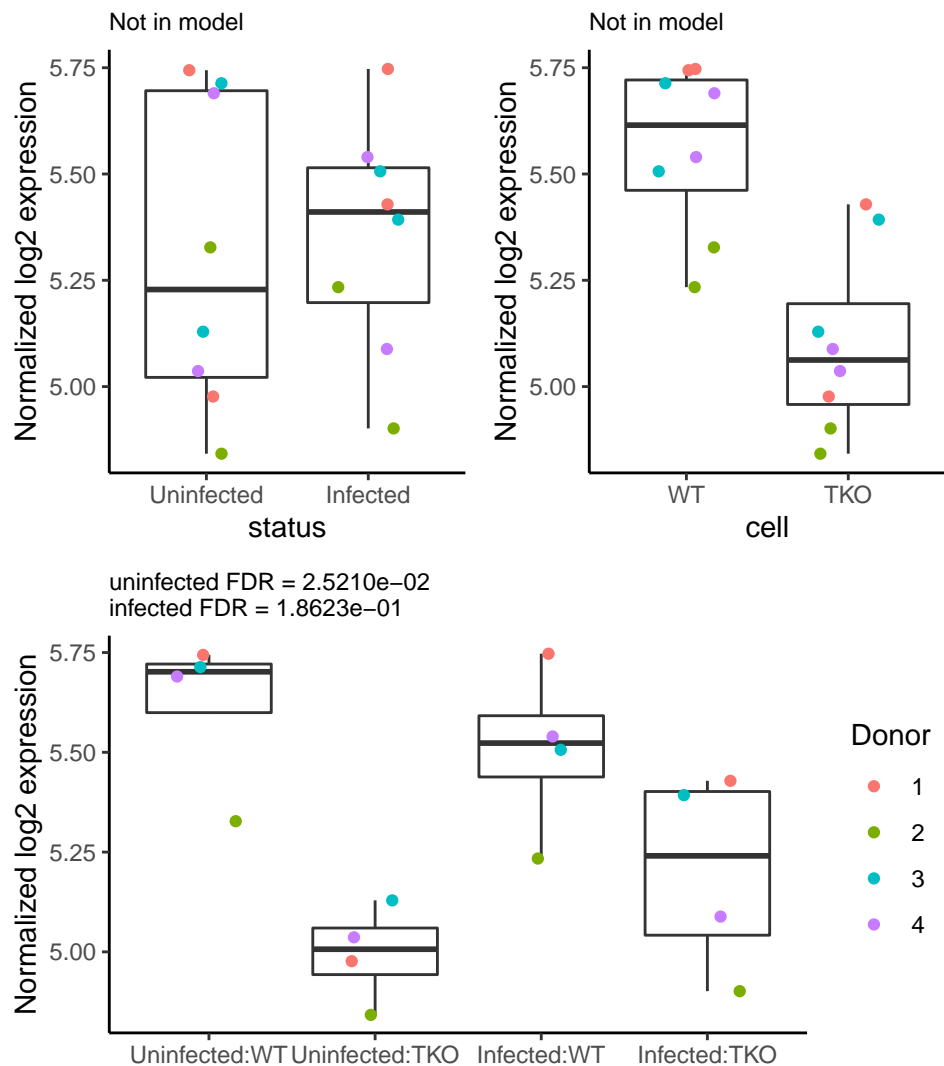 Not in model
Normalized log2 expression
5.75
5.50
5.25
5.00
Uninfected Infected
status
Not in model
Normalized log2 expression
5.75
5.50
5.25
5.00
WT TKO
cell
uninfected FDR = 2.5210e−02
infected FDR = 1.8623e−01
Normalized log2 expression
5.75
5.50
5.25
5.00
Uninfected:WT Uninfected:TKO Infected:WT Infected:TKO
Donor
1
2
3
4